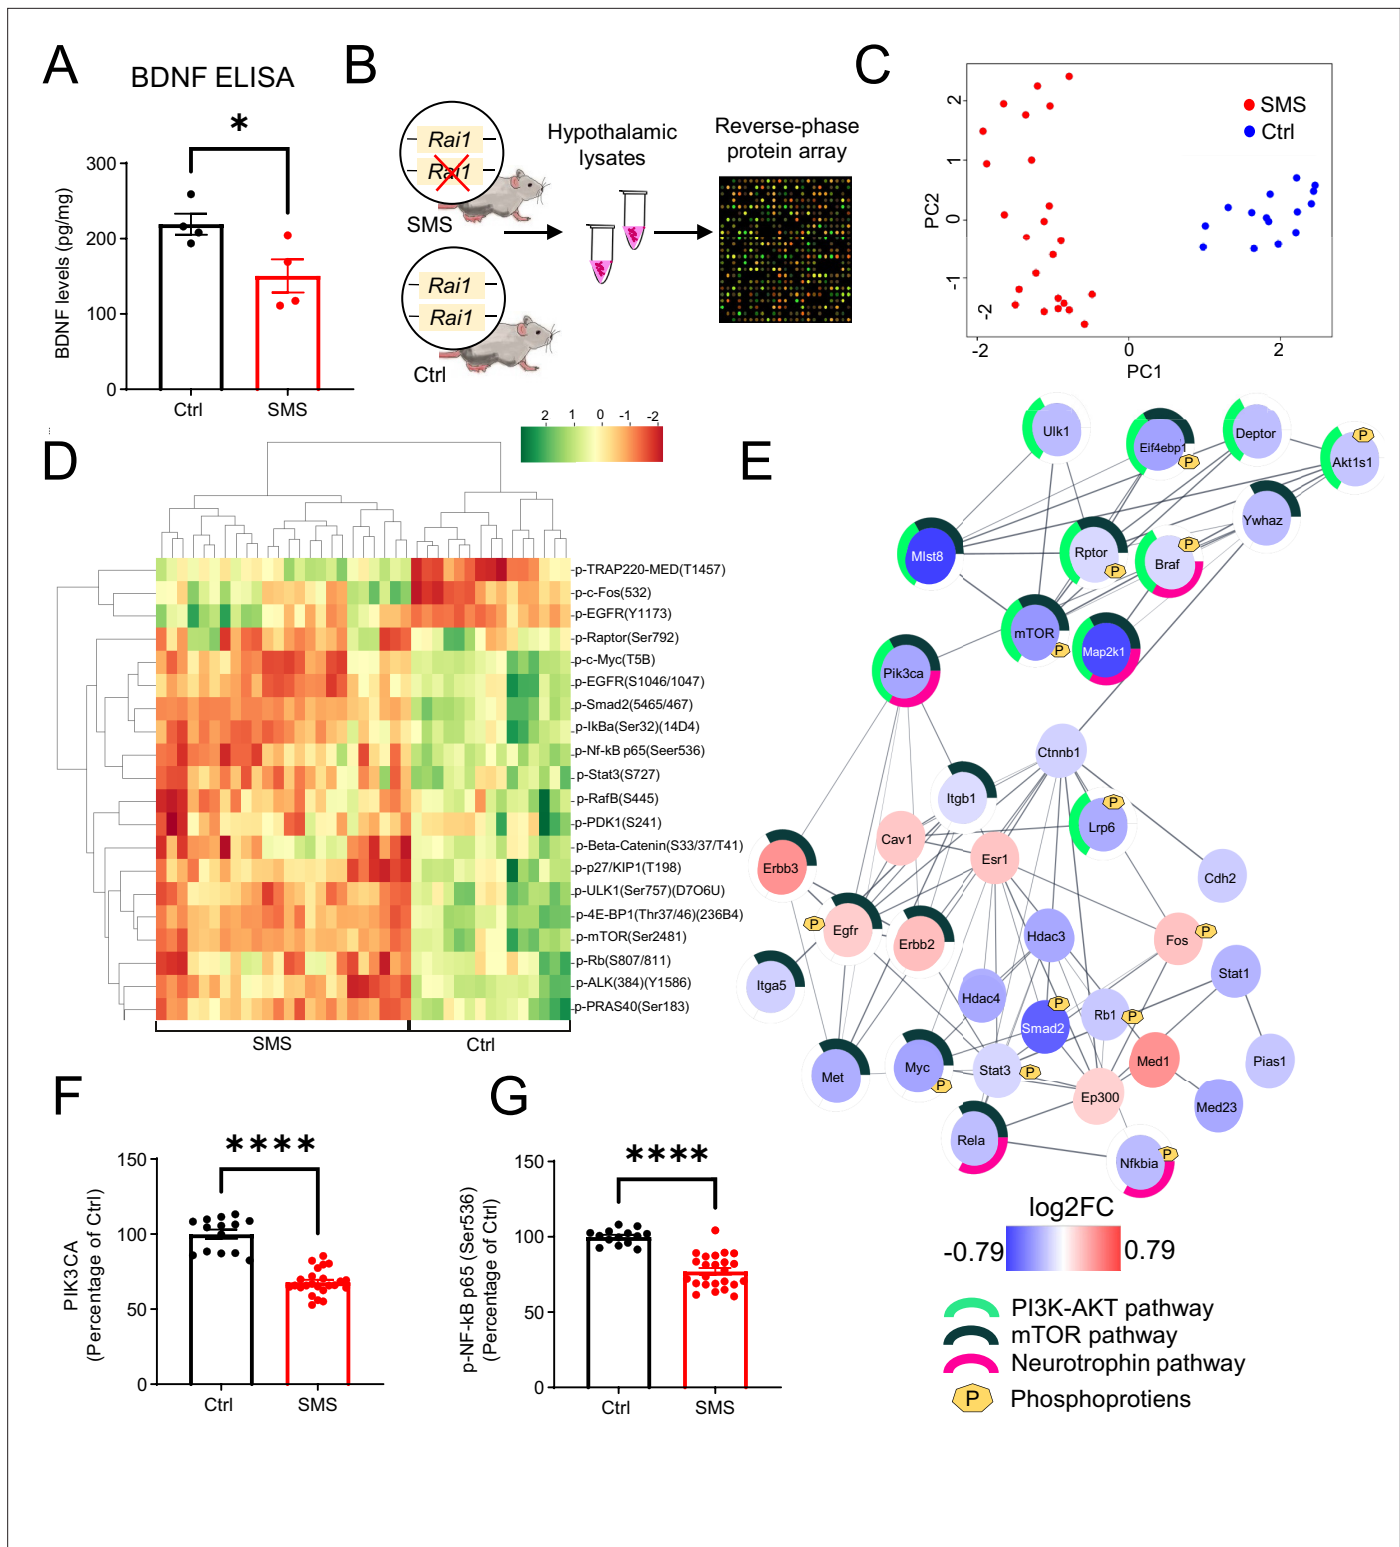 A
BDNF ELISA
*
BDNF levels (pg/mg)
300
200
100
0
Ctrl
SMS
B
Rai1
Rai1
SMS
Rai1
Rai1
Ctrl
Hypothalamic
lysates
Reverse-phase
protein array
C
SMS
Ctrl
PC2
2
1
0
-1
-2
-2
0
2
PC1
D
2 1 0 -1 -2
p-TRAP220-MED(T1457)
p-c-Fos(532)
p-EGFR(Y1173)
p-Raptor(Ser792)
p-c-Myc(T5B)
p-EGFR(S1046/1047)
p-Smad2(5465/467)
p-IkBa(Ser32)(14D4)
p-Nf-kB p65(Seer536)
p-Stat3(S727)
p-RafB(S445)
p-PDK1(S241)
p-Beta-Catenin(S33/37/T41)
p-p27/KIP1(T198)
p-ULK1(Ser757)(D7O6U)
p-4E-BP1(Thr37/46)(236B4)
p-mTOR(Ser2481)
p-Rb(S807/811)
p-ALK(384)(Y1586)
p-PRAS40(Ser183)
SMS
Ctrl
E
Ulk1
Eif4ebp1
P
Deptor
P
Akt1s1
Ywhaz
Mlst8
Rptor
P
P
Braf
mTOR
P
Map2k1
Pik3ca
Ctnnb1
Itgb1
P
Lrp6
Cav1
Esr1
Erbb3
Cdh2
P
Egfr
Erbb2
Hdac3
Fos
P
Itga5
Stat1
Hdac4
P
Smad2
Rb1
P
Met
Myc
P
Stat3
P
Med1
Pias1
Ep300
Med23
Rela
Nfkbia
P
log2FC
-0.79
0.79
PI3K-AKT pathway
mTOR pathway
Neurotrophin pathway
P
Phosphoprotiens
F
****
PIK3CA
(Percentage of Ctrl)
150
100
50
0
Ctrl
SMS
G
****
p-NF-kB p65 (Ser536)
(Percentage of Ctrl)
150
100
50
0
Ctrl
SMS